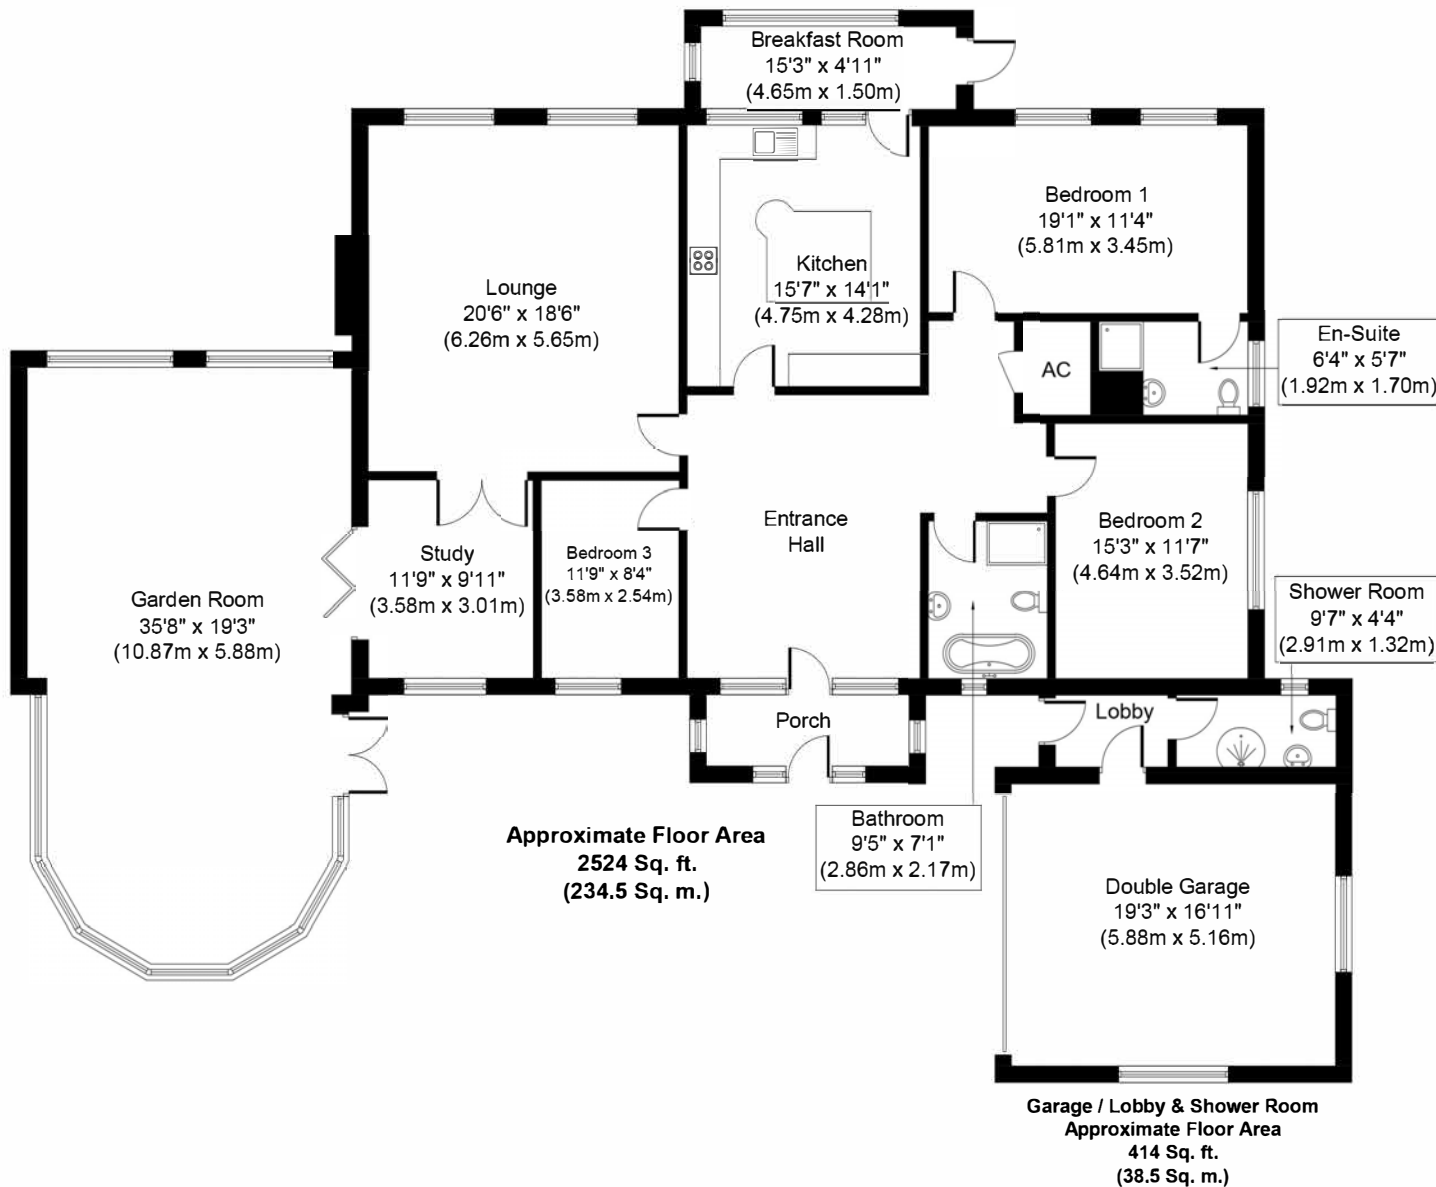 Breakfast Room
15'3" x 4'11"
(4.65m x 1.50m)
Bedroom 1
19'1" x 11'4"
(5.81m x 3.45m)
Kitchen
15'7" x 14'1"
(4.75m x 4.28m)
Lounge
20'6" x 18'6"
(6.26m x 5.65m)
En-Suite
6'4" x 5'7"
(1.92m x 1.70m)
AC
Entrance
Hall
Bedroom 2
15'3" x 11'7"
(4.64m x 3.52m)
Study
11'9" x 9'11"
(3.58m x 3.01m)
Bedroom 3
11'9" x 8'4"
(3.58m x 2.54m)
Garden Room
35'8" x 19'3"
(10.87m x 5.88m)
Shower Room
9'7" x 4'4"
(2.91m x 1.32m)
Porch
Lobby
Approximate Floor Area
2524 Sq. ft.
(234.5 Sq. m.)
Bathroom
9'5" x 7'1"
(2.86m x 2.17m)
Double Garage
19'3" x 16'11"
(5.88m x 5.16m)
Garage / Lobby & Shower Room
Approximate Floor Area
414 Sq. ft.
(38.5 Sq. m.)